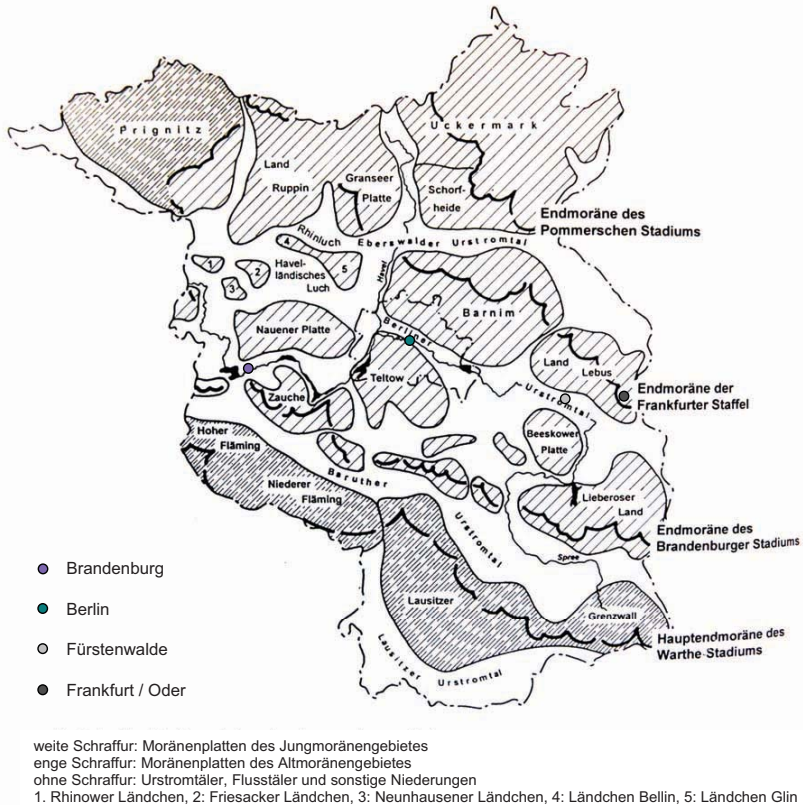 Prignitz
Uckermark
Land
Ruppin
Granseer
Platte
Schorf-
heide
Endmoräne des
Pommerschen Stadiums
Rhinluch
Eberswalder Urstromtal
4
1
2
3
5
Havel-
ländisches
Luch
Havel
Barnim
Nauener Platte
Berliner
Urstromtal
Land
Lebus
Teltow
Zauche
Endmoräne der
Frankfurter Staffel
Hoher
Fläming
Beeskower
Platte
Baruther
Urstromtal
Niederer
Fläming
Lieberoser
Land
Endmoräne des
Brandenburger Stadiums
Spree
Lausitzer
Grenzwall
Hauptendmoräne des
Warthe-Stadiums
Lausitzer Urstromtal
Brandenburg
Berlin
Fürstenwalde
Frankfurt / Oder
weite Schraffur: Moränenplatten des Jungmoränengebietes
enge Schraffur: Moränenplatten des Altmoränengebietes
ohne Schraffur: Urstromtäler, Flusstäler und sonstige Niederungen
1. Rhinower Ländchen, 2: Friesacker Ländchen, 3: Neunhausener Ländchen, 4: Ländchen Bellin, 5: Ländchen Glin